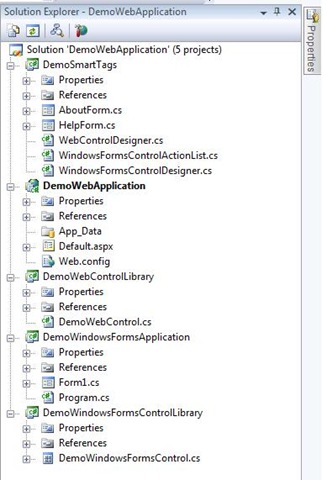 Solution Explorer - DemoWebApplication
Properties
Solution 'DemoWebApplication' (5 projects)
DemoSmartTags
Properties
References
AboutForm.cs
HelpForm.cs
WebControlDesigner.cs
WindowsFormsControlActionList.cs
WindowsFormsControlDesigner.cs
DemoWebApplication
Properties
References
App_Data
Default.aspx
Web.config
DemoWebControlLibrary
Properties
References
DemoWebControl.cs
DemoWindowsFormsApplication
Properties
References
Form1.cs
Program.cs
DemoWindowsFormsControlLibrary
Properties
References
DemoWindowsFormsControl.cs